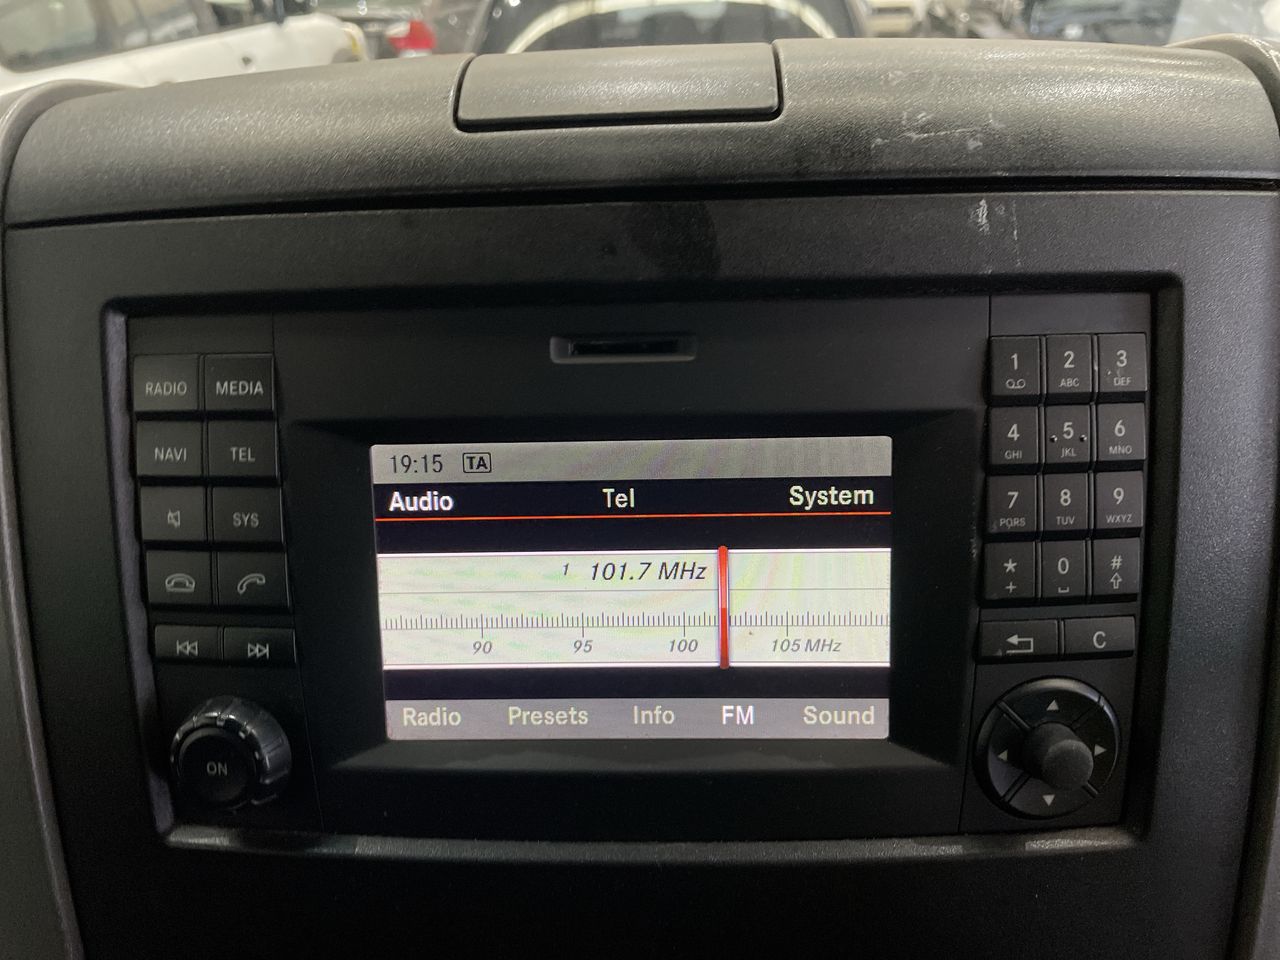 RADIO MEDIA
NAVI TEL
SYS
ON
19:15 TA
Audio Tel System
1 101.7 MHz
90 95 100 105 MHz
Radio Presets Info FM Sound
1 2 ABC 3 DEF
4 GHI 5 JKL 6 MNO
7 PQRS 8 TUV 9 WXYZ
* + 0 #
C